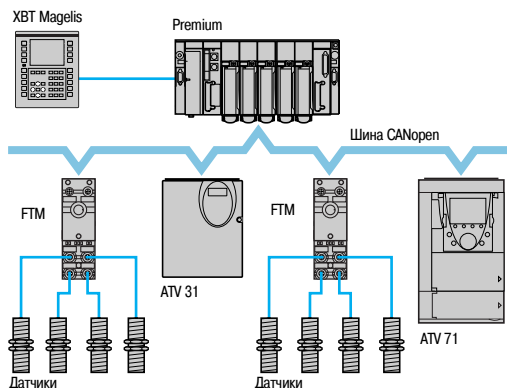 XBT Magelis
Premium
Шина CANopen
FTM
FTM
ATV 31
ATV 71
Датчики
Датчики